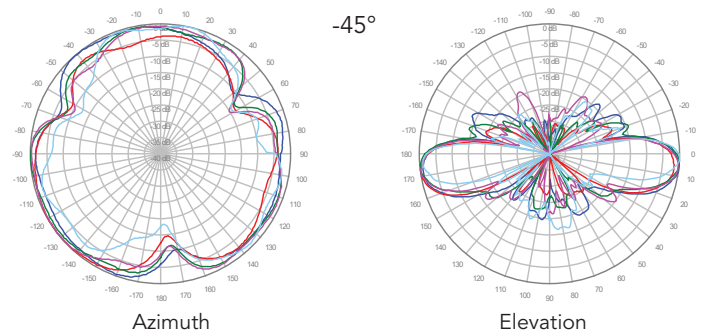 -45°
0
-10 10
-20 20
-30 30
-40 40
-50 50
-60 60
-70 70
-80 80
-90 90
-100 100
-110 110
-120 120
-130 130
-140 140
-150 150
-160 160
-170 170
180
-5 dB
-10 dB
-15 dB
-20 dB
-25 dB
-30 dB
-35 dB
-40 dB
Azimuth
-90
-100 -80
-110 -70
-120 -60
-130 -50
-140 -40
-150 -30
-160 -20
-170 -10
180 0
170 10
160 20
150 30
140 40
130 50
120 60
110 70
100 80
90
0 dB
-5 dB
-10 dB
-15 dB
-20 dB
Elevation